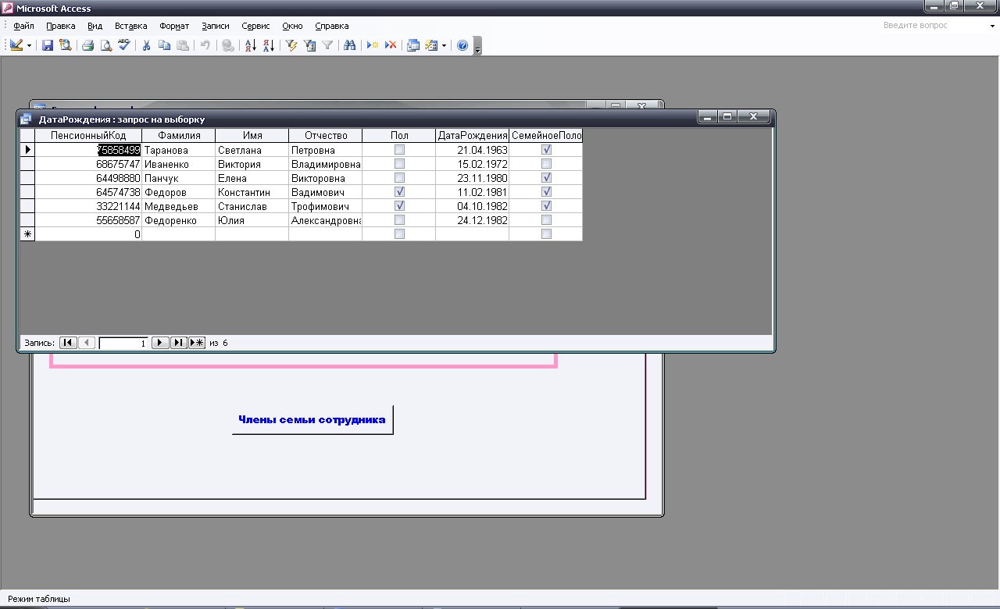 Microsoft Access
Файл Правка Вид Вставка Формат Записи Сервис Окно Справка Введите вопрос
ДатаРождения : запрос на выборку
ПенсионныйКод Фамилия Имя Отчество Пол ДатаРождения СемейноеПоло
75858499 Таранова Светлана Петровна 21.04.1963
68675747 Иваненко Виктория Владимировна 15.02.1972
64498880 Панчук Елена Викторовна 23.11.1980
64574738 Федоров Константин Вадимович 11.02.1981
33221144 Медведьев Станислав Трофимович 04.10.1982
55658587 Федоренко Юлия Александровна 24.12.1982
0
Запись: 1 из 6
Члены семьи сотрудника
Режим таблицы